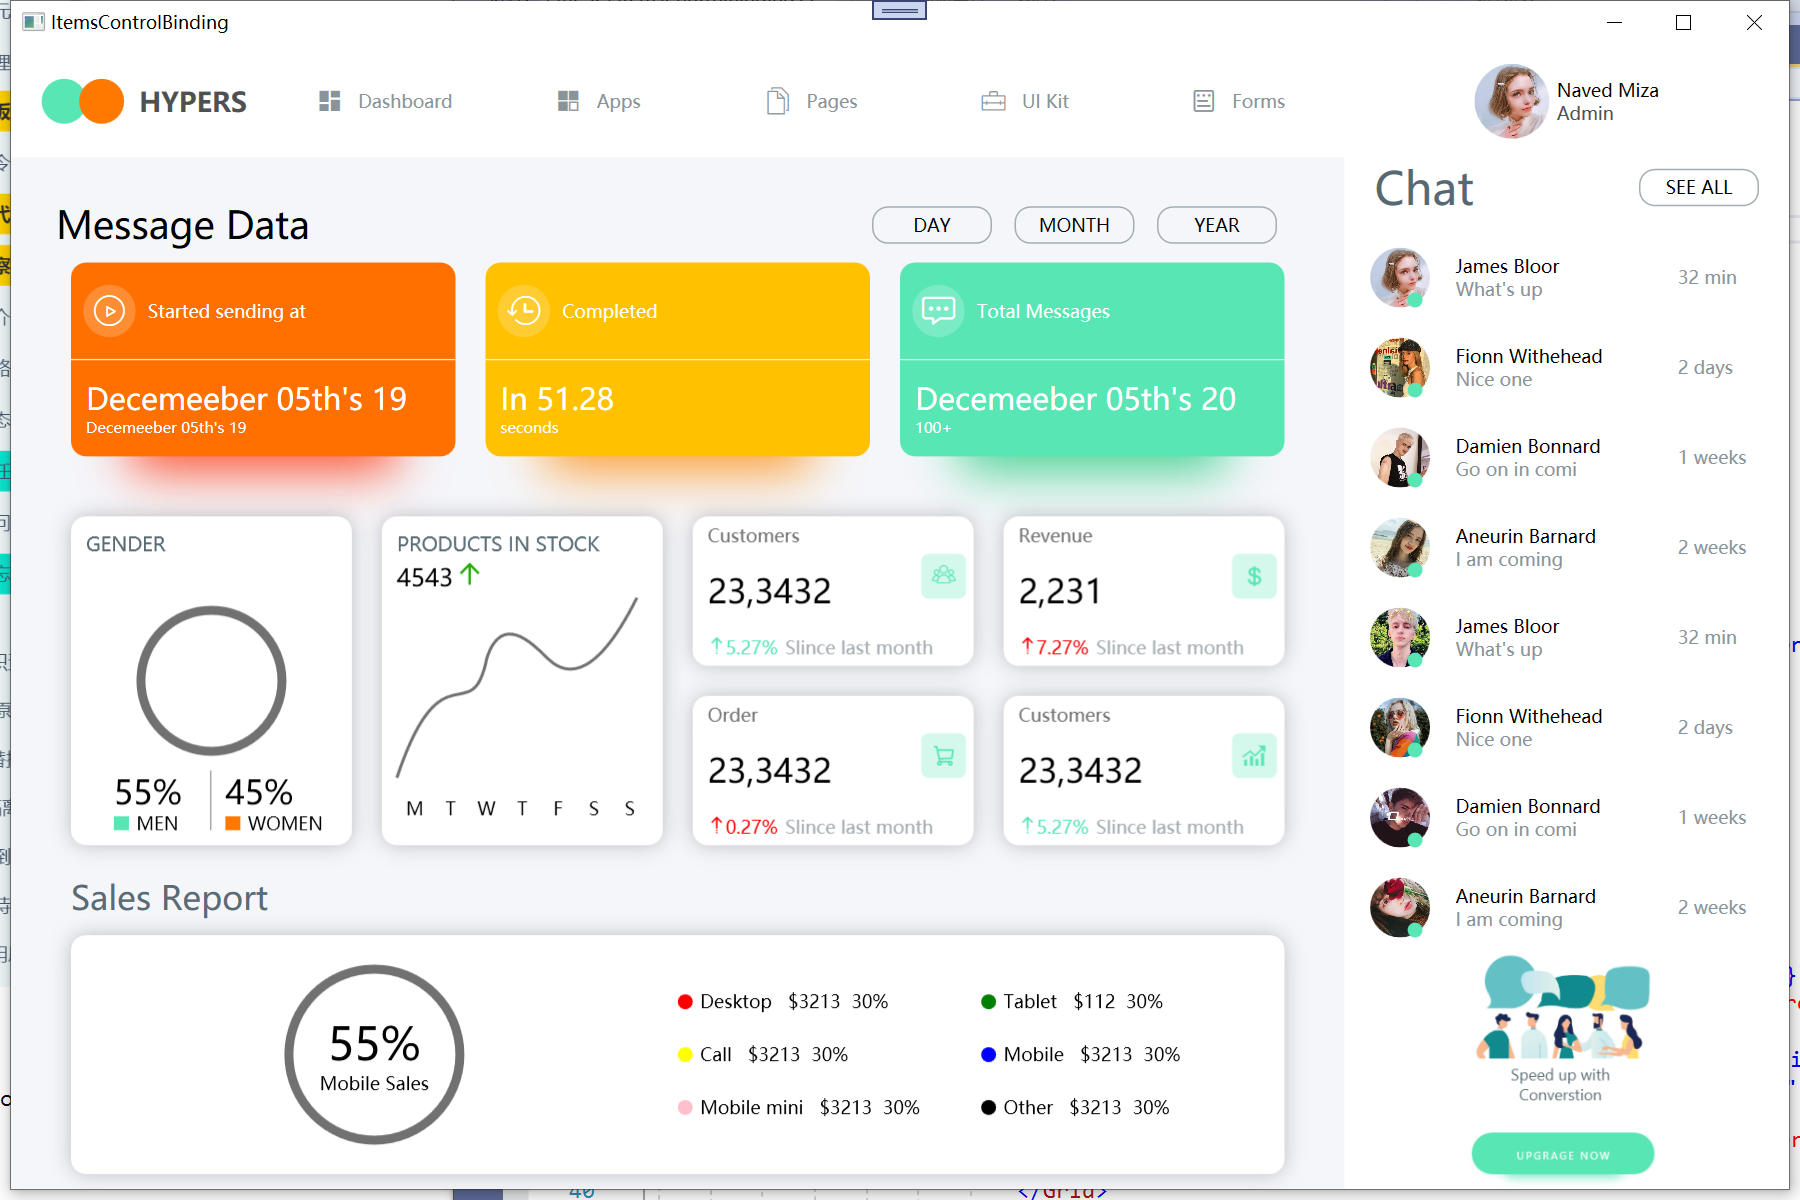 ItemsControlBinding
HYPERS
Dashboard
Apps
Pages
UI Kit
Forms
Naved Miza
Admin
Message Data
DAY
MONTH
YEAR
Started sending at
Decemeeber 05th's 19
Decemeeber 05th's 19
Completed
In 51.28
seconds
Total Messages
Decemeeber 05th's 20
100+
GENDER
55%
MEN
45%
WOMEN
PRODUCTS IN STOCK
4543
M T W T F S S
Customers
23,3432
5.27% Slince last month
Revenue
2,231
$
7.27% Slince last month
Order
23,3432
0.27% Slince last month
Customers
23,3432
5.27% Slince last month
Sales Report
55%
Mobile Sales
Desktop $3213 30%
Tablet $112 30%
Call $3213 30%
Mobile $3213 30%
Mobile mini $3213 30%
Other $3213 30%
Chat
SEE ALL
James Bloor
What's up
32 min
Fionn Withehead
Nice one
2 days
Damien Bonnard
Go on in comi
1 weeks
Aneurin Barnard
I am coming
2 weeks
James Bloor
What's up
32 min
Fionn Withehead
Nice one
2 days
Damien Bonnard
Go on in comi
1 weeks
Aneurin Barnard
I am coming
2 weeks
Speed up with
Converstion
UPGRAGE NOW
40
</Grid>